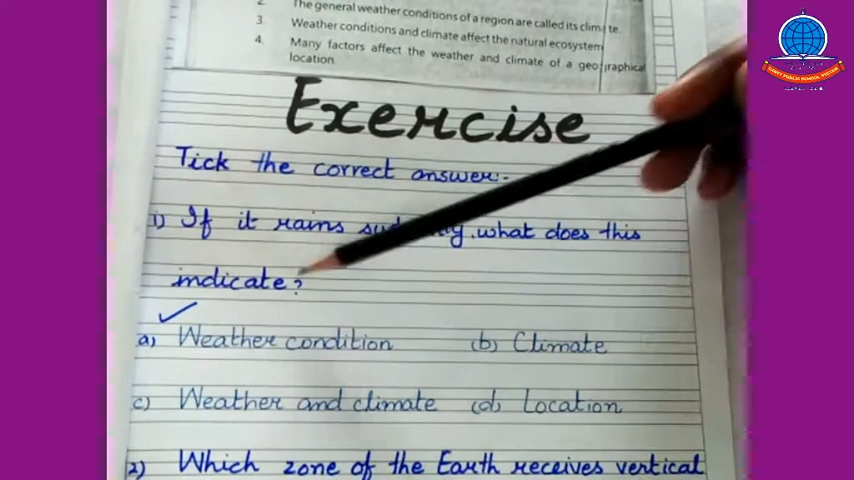 2. The general weather conditions of a region are called its climate.
3. Weather conditions and climate affect the natural ecosystem
4. Many factors affect the weather and climate of a geographical
location.
Exercise
Tick the correct answer:-
1) If it rains what does this
indicate?
a) Weather condition (b) Climate
c) Weather and climate (d) Location
2) Which zone of the Earth receives vertical